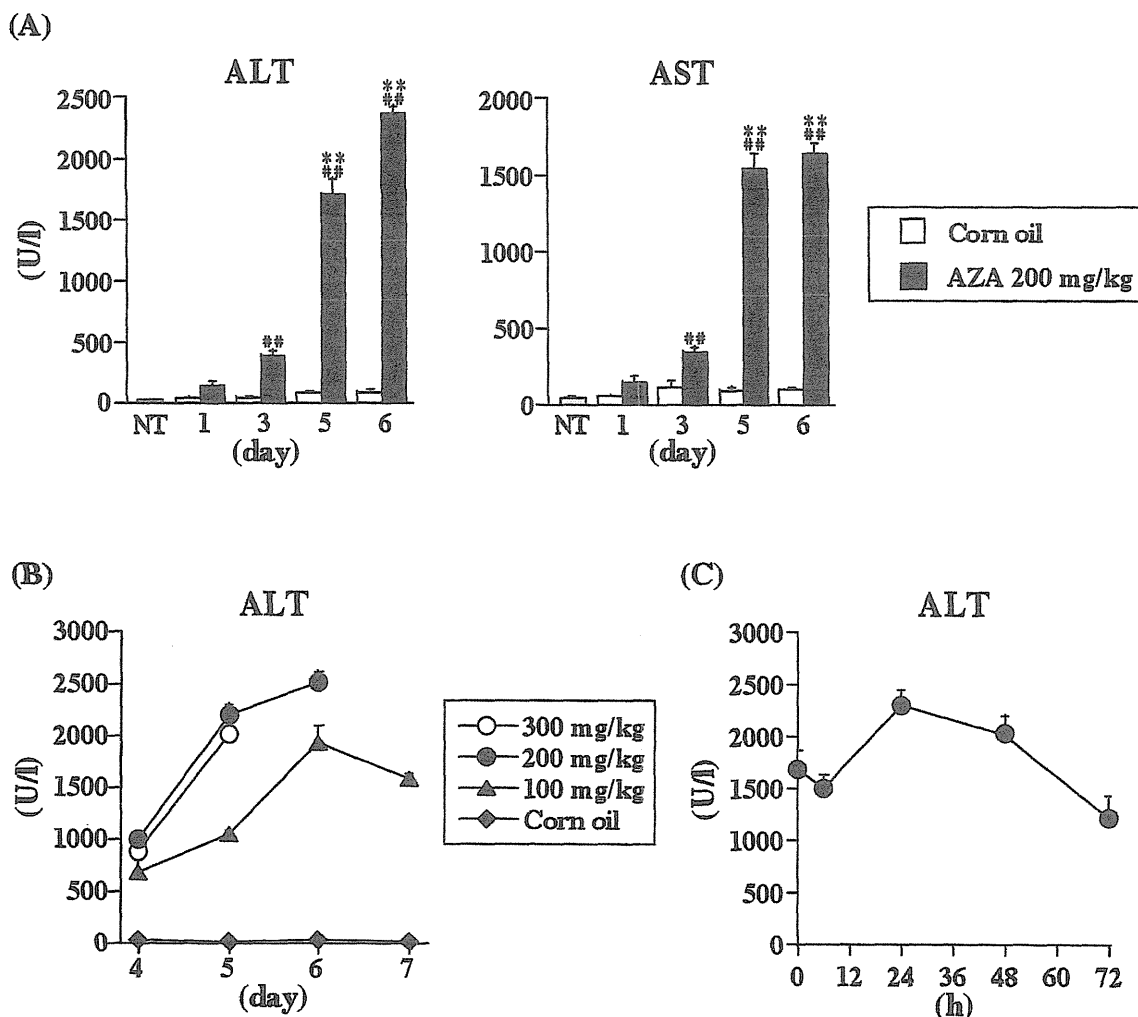 (A)
ALT
2500
2000
1500
1000
500
0
(U/l)
**
##
**
##
##
NT 1 3 5 6
(day)
AST
2000
1500
1000
500
0
**
##
**
##
##
NT 1 3 5 6
(day)
Corn oil
AZA 200 mg/kg
(B)
ALT
3000
2500
2000
1500
1000
500
0
(U/l)
4 5 6 7
(day)
300 mg/kg
200 mg/kg
100 mg/kg
Corn oil
(C)
ALT
3000
2500
2000
1500
1000
500
0
(U/l)
0 12 24 36 48 60 72
(h)